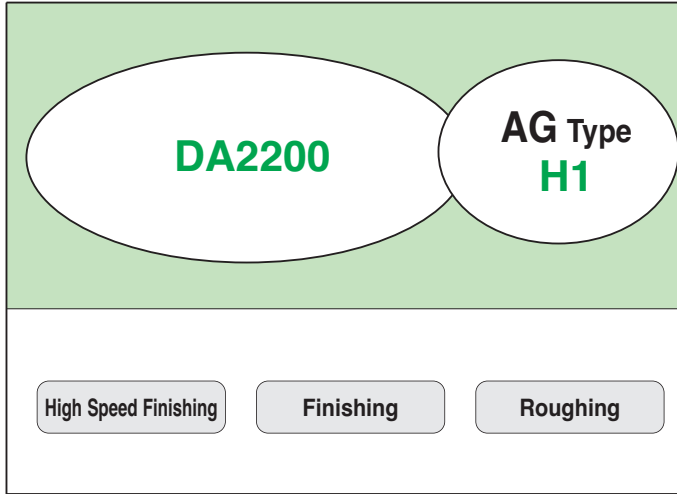 DA2200
AG Type
H1
High Speed Finishing
Finishing
Roughing